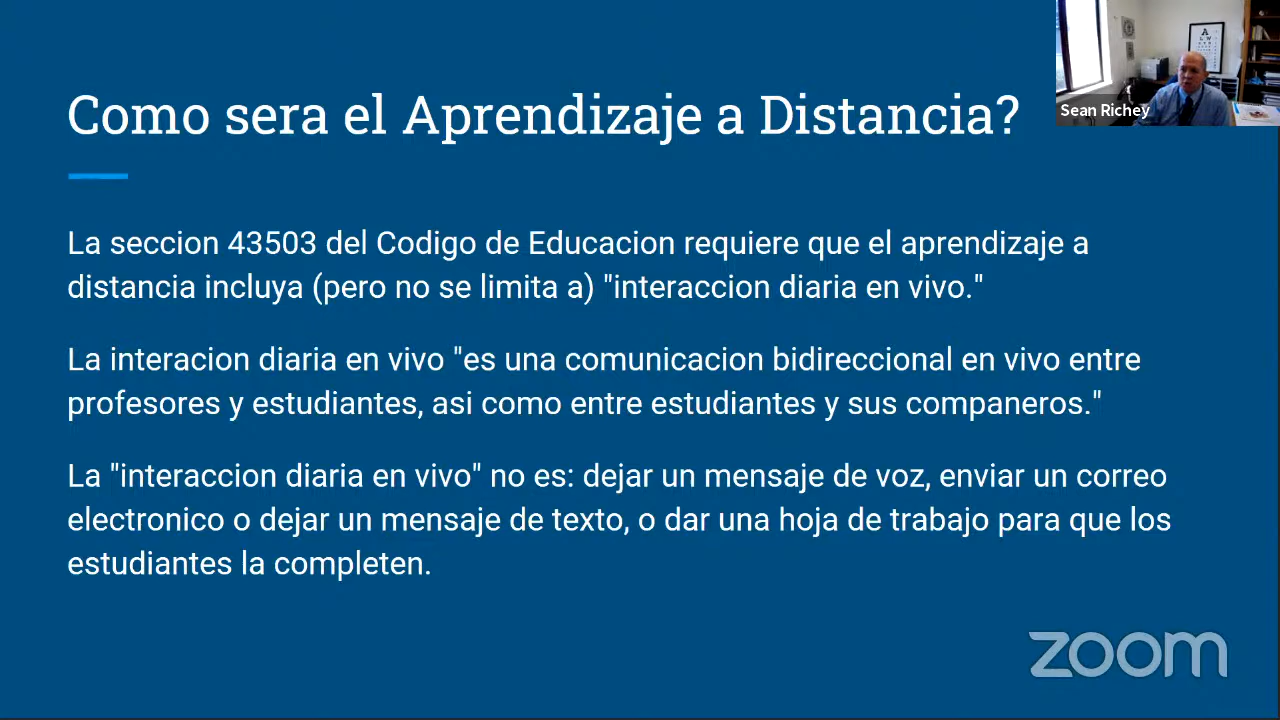 Como sera el Aprendizaje a Distancia?
Sean Richey
La seccion 43503 del Codigo de Educacion requiere que el aprendizaje a
distancia incluya (pero no se limita a) "interaccion diaria en vivo."
La interacion diaria en vivo "es una comunicacion bidireccional en vivo entre
profesores y estudiantes, asi como entre estudiantes y sus companeros."
La "interaccion diaria en vivo" no es: dejar un mensaje de voz, enviar un correo
electronico o dejar un mensaje de texto, o dar una hoja de trabajo para que los
estudiantes la completen.
zoom